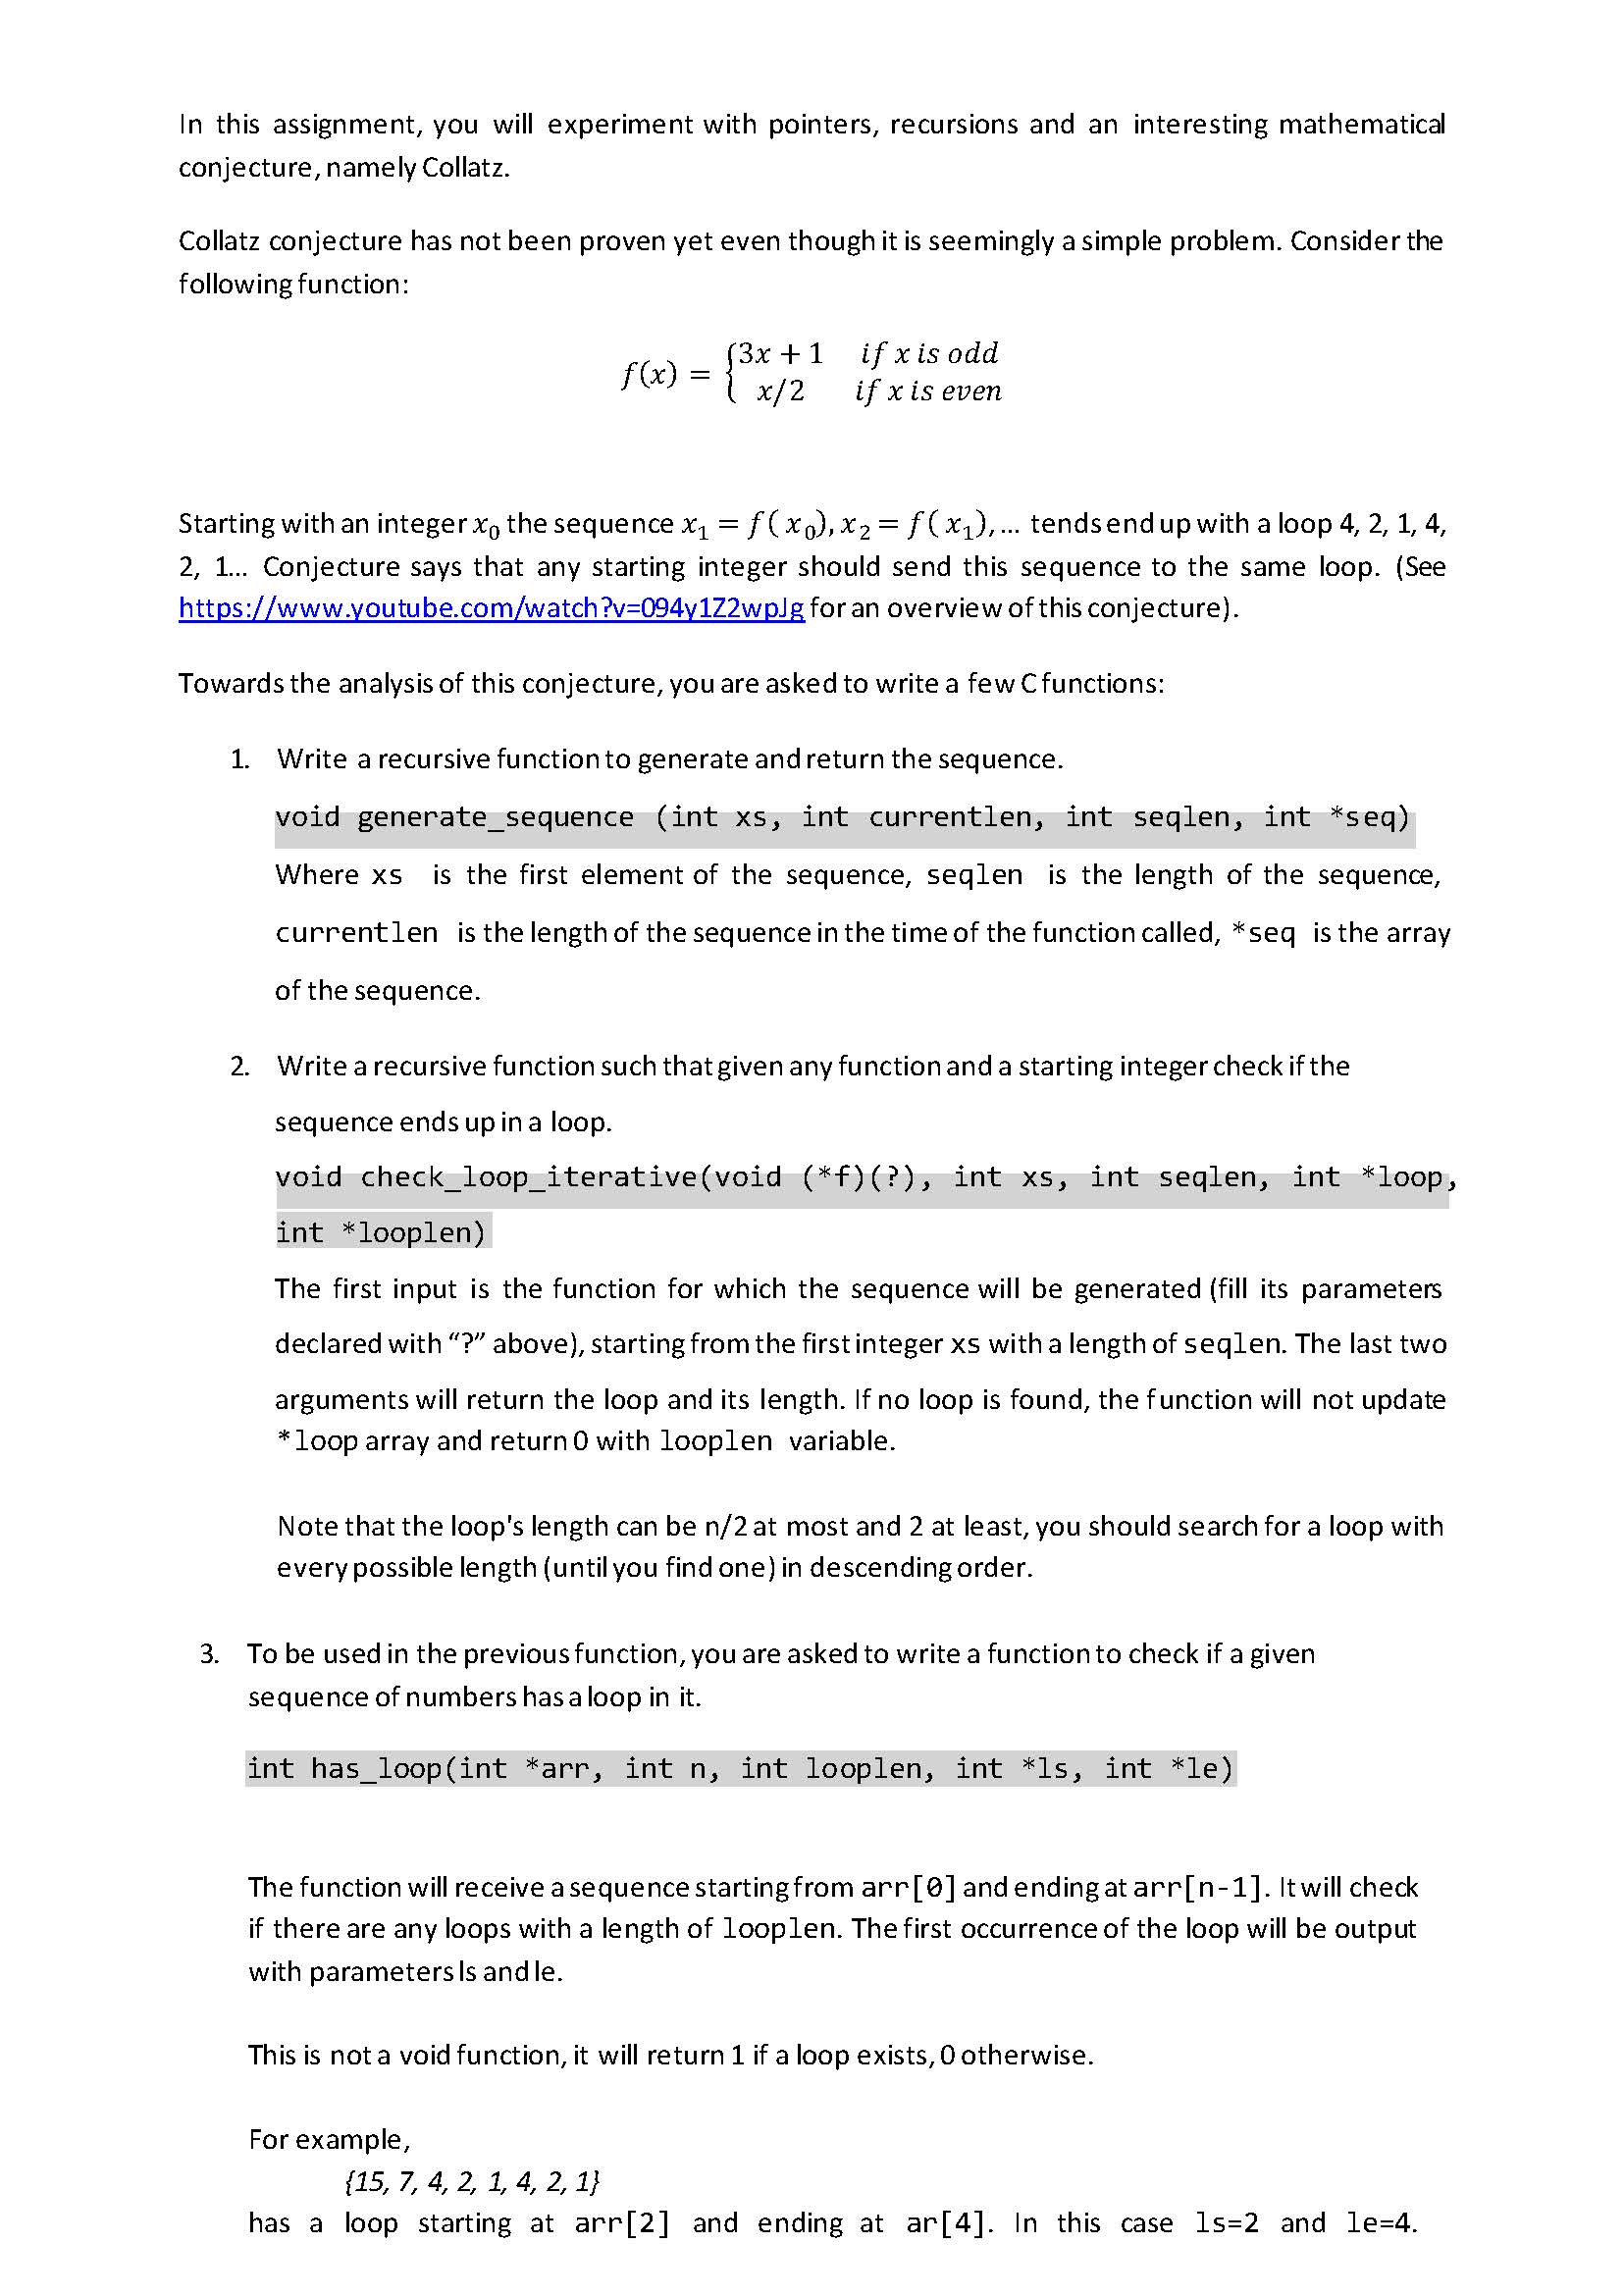 In this assignment, you will experiment with pointers, recursions and an interesting mathematical
conjecture, namely Collatz.
Collatz conjecture has not been proven yet even though it is seemingly a simple problem. Consider the
following function:
f(x) = {3x + 1 if x is odd
x/2 if x is even
Starting with an integer x₀ the sequence x₁ = f( x₀), x₂ = f( x₁), … tends end up with a loop 4, 2, 1, 4,
2, 1… Conjecture says that any starting integer should send this sequence to the same loop. (See
https://www.youtube.com/watch?v=094y1Z2wpJg for an overview of this conjecture).
Towards the analysis of this conjecture, you are asked to write a few C functions:
1. Write a recursive function to generate and return the sequence.
void generate_sequence (int xs, int currentlen, int seqlen, int *seq)
Where xs is the first element of the sequence, seqlen is the length of the sequence,
currentlen is the length of the sequence in the time of the function called, *seq is the array
of the sequence.
2. Write a recursive function such that given any function and a starting integer check if the
sequence ends up in a loop.
void check_loop_iterative(void (*f)(?), int xs, int seqlen, int *loop,
int *looplen)
The first input is the function for which the sequence will be generated (fill its parameters
declared with “?” above), starting from the first integer xs with a length of seqlen. The last two
arguments will return the loop and its length. If no loop is found, the function will not update
*loop array and return 0 with looplen variable.
Note that the loop's length can be n/2 at most and 2 at least, you should search for a loop with
every possible length (until you find one) in descending order.
3. To be used in the previous function, you are asked to write a function to check if a given
sequence of numbers has a loop in it.
int has_loop(int *arr, int n, int looplen, int *ls, int *le)
The function will receive a sequence starting from arr[0] and ending at arr[n-1]. It will check
if there are any loops with a length of looplen. The first occurrence of the loop will be output
with parameters ls and le.
This is not a void function, it will return 1 if a loop exists, 0 otherwise.
For example,
{15, 7, 4, 2, 1, 4, 2, 1}
has a loop starting at arr[2] and ending at ar[4]. In this case ls=2 and le=4.